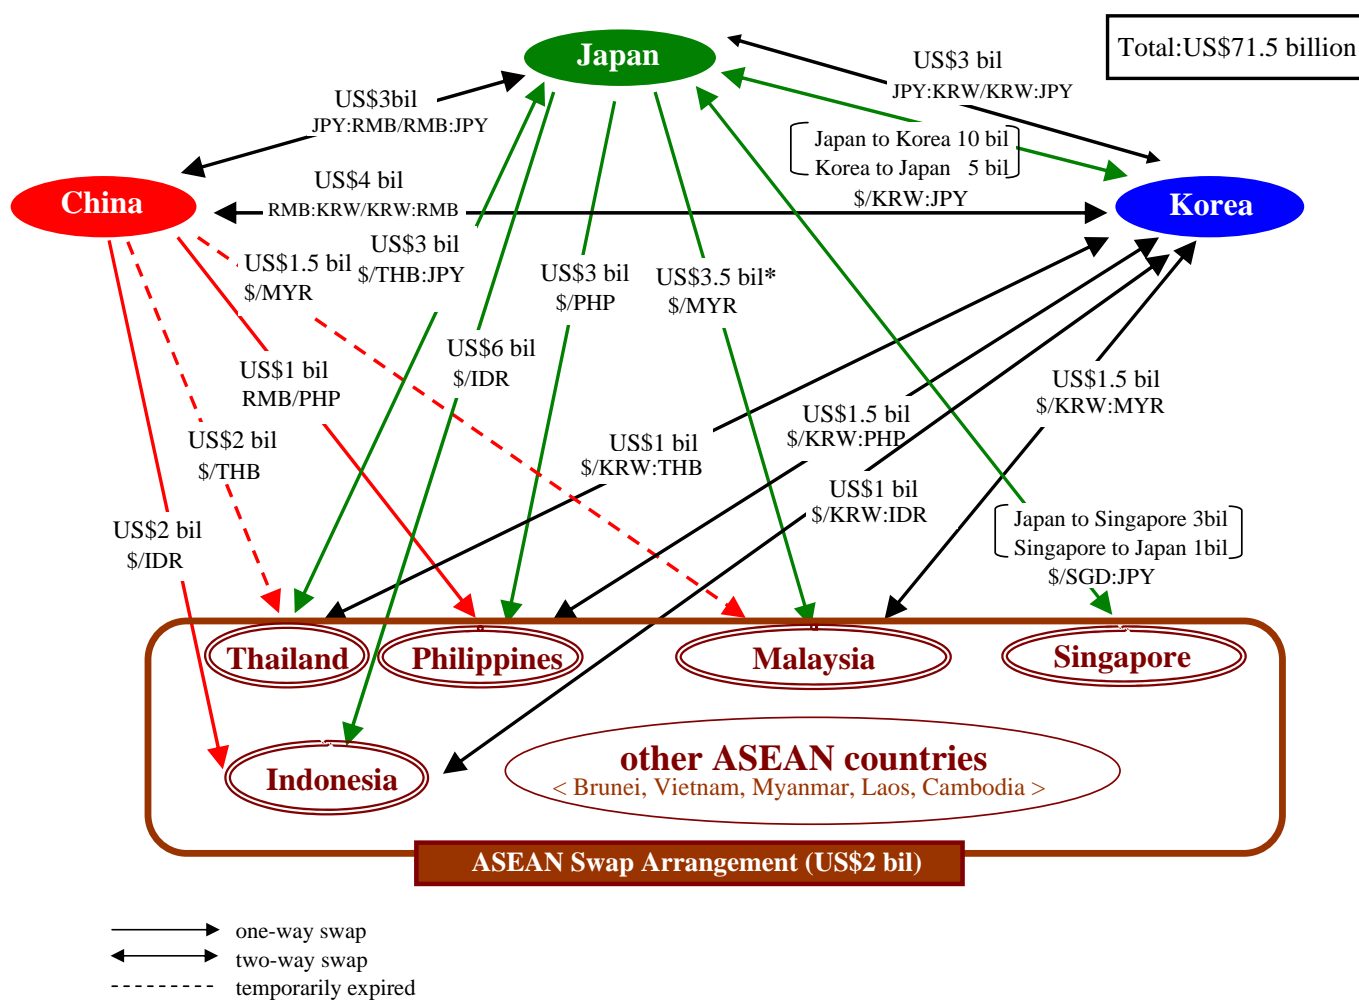 Japan
Total:US$71.5 billion
US$3 bil
JPY:KRW/KRW:JPY
US$3bil
JPY:RMB/RMB:JPY
Japan to Korea 10 bil
Korea to Japan 5 bil
$/KRW:JPY
China
US$4 bil
RMB:KRW/KRW:RMB
Korea
US$3 bil
$/THB:JPY
US$1.5 bil
$/MYR
US$3 bil
$/PHP
US$3.5 bil*
$/MYR
US$6 bil
$/IDR
US$1 bil
RMB/PHP
US$1.5 bil
$/KRW:MYR
US$2 bil
$/THB
US$1 bil
$/KRW:THB
US$1.5 bil
$/KRW:PHP
US$1 bil
$/KRW:IDR
US$2 bil
$/IDR
Japan to Singapore 3bil
Singapore to Japan 1bil
$/SGD:JPY
Thailand
Philippines
Malaysia
Singapore
Indonesia
other ASEAN countries
< Brunei, Vietnam, Myanmar, Laos, Cambodia >
ASEAN Swap Arrangement (US$2 bil)
one-way swap
two-way swap
temporarily expired